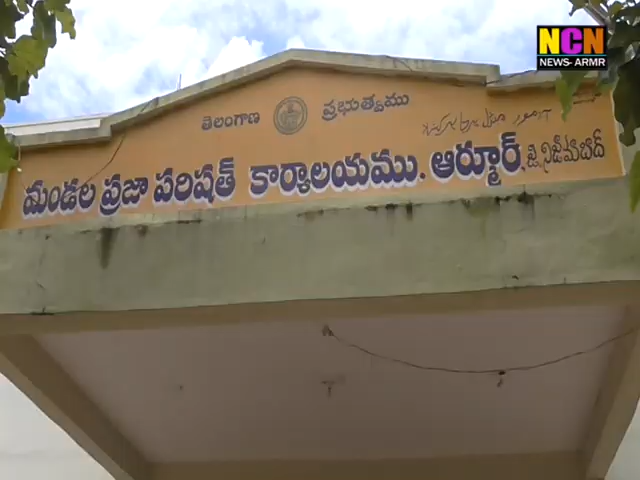 NCN
NEWS- ARMR
తెలంగాణ ప్రభుత్వము
మండల ప్రజా పరిషత్ కార్యాలయము. ఆర్మూర్, జి. నిజామాబాద్